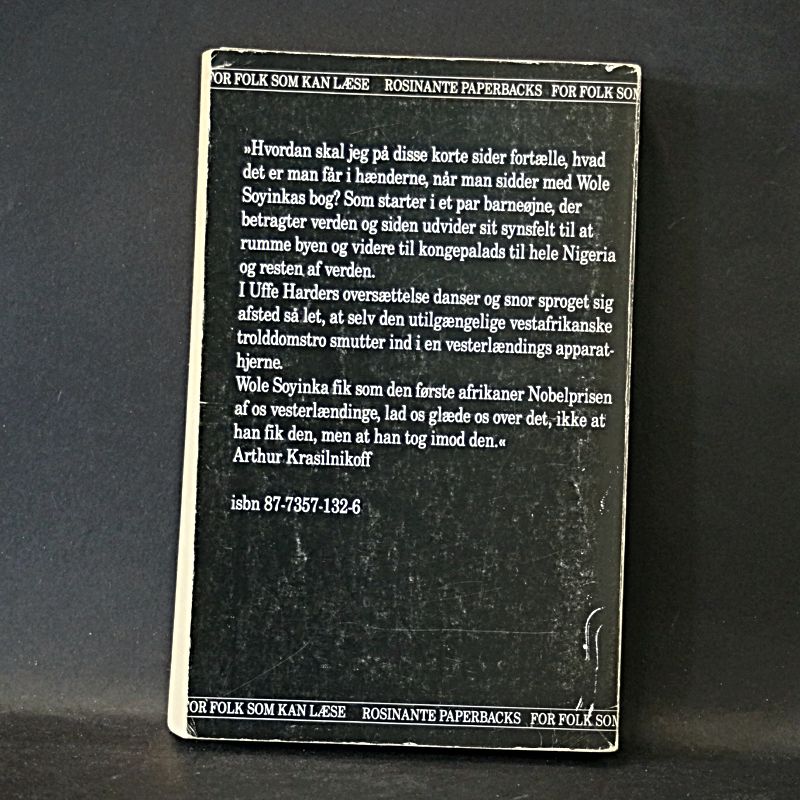 FOR FOLK SOM KAN LÆSE ROSINANTE PAPERBACKS FOR FOLK SOM
»Hvordan skal jeg på disse korte sider fortælle, hvad
det er man får i hænderne, når man sidder med Wole
Soyinkas bog? Som starter i et par barneøjne, der
betragter verden og siden udvider sit synsfelt til at
rumme byen og videre til kongepalads til hele Nigeria
og resten af verden.
I Uffe Harders oversættelse danser og snor sproget sig
afsted så let, at selv den utilgængelige vestafrikanske
trolddomstro smutter ind i en vesterlændings apparat-
hjerne.
Wole Soyinka fik som den første afrikaner Nobelprisen
af os vesterlændinge, lad os glæde os over det, ikke at
han fik den, men at han tog imod den.«
Arthur Krasilnikoff
isbn 87-7357-132-6
FOR FOLK SOM KAN LÆSE ROSINANTE PAPERBACKS FOR FOLK SOM